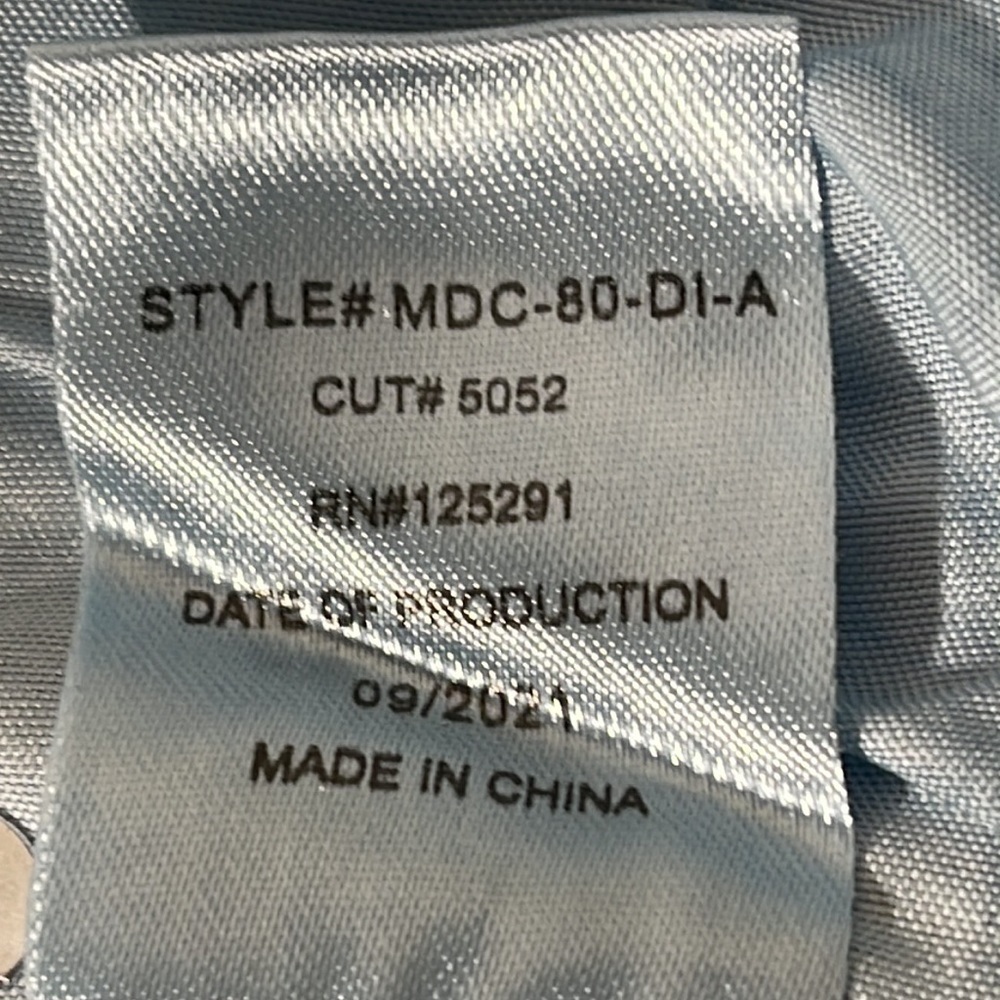 STYLE# MDC-80-DI-A
CUT# 5052
RN#125291
DATE OF PRODUCTION
09/2021
MADE IN CHINA